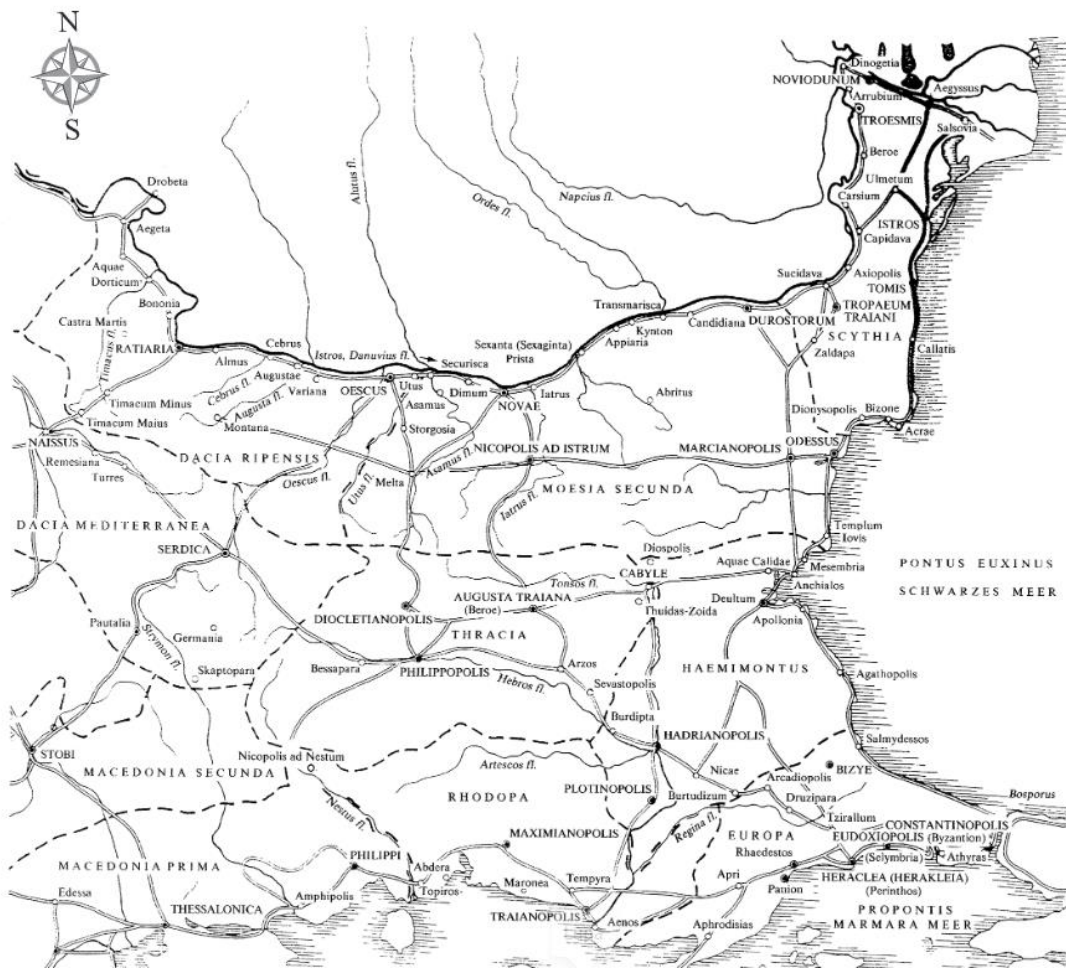 N
S
Dinogetia
NOVIODUNUM
Aegyssus
Arrubium
TROESMIS
Salsovia
Beroe
Drobeta
Alutus fl.
Ordes fl.
Napcius fl.
Ulmetum
Carsium
Aegeta
ISTROS
Capidava
Aquae
Dorticum
Sucidava
Axiopolis
TOMIS
Bononia
Transmarisca
TROPAEUM
TRAIANI
Castra Martis
Kynton
Candidiana
DUROSTORUM
Timacus fl.
RATIARIA
Cebrus
Istros, Danuvius fl.
Sexanta (Sexaginta)
Prista
Appiaria
SCYTHIA
Zaldapa
Callatis
Almus
Securisca
Cebrus fl.
Augustae
Variana
OESCUS
Utus
Asamus
Dimum
Iatrus
NOVAE
Abritus
Timacum Minus
Augusta fl.
Dionysopolis
Bizone
Timacum Maius
Montana
Storgosia
Acrae
NAISSUS
NICOPOLIS AD ISTRUM
MARCIANOPOLIS
ODESSUS
Remesiana
DACIA RIPENSIS
Asamus fl.
Turres
Oescus fl.
Utus fl.
Melta
Iatrus fl.
MOESIA SECUNDA
DACIA MEDITERRANEA
Templum
Iovis
SERDICA
Diospolis
Aquae Calidae
Mesembria
PONTUS EUXINUS
CABYLE
Tonsos fl.
Anchialos
SCHWARZES MEER
AUGUSTA TRAIANA
(Beroe)
Thuidas-Zoida
Deultum
DIOCLETIANOPOLIS
Apollonia
Pautalia
Strymon fl.
Germania
THRACIA
Skaptopara
Bessapara
PHILIPPOPOLIS
Arzos
HAEMIMONTUS
Agathopolis
Hebros fl.
Sevastopolis
Burdipta
HADRIANOPOLIS
Salmydessos
STOBI
Nicopolis ad Nestum
MACEDONIA SECUNDA
Artescos fl.
Nicae
Arcadiopolis
BIZYE
RHODOPA
PLOTINOPOLIS
Burtudizum
Druzipara
Bosporus
Nestus fl.
Tzirallum
CONSTANTINOPOLIS
(Byzantion)
MAXIMIANOPOLIS
Regina fl.
EUROPA
EUDOXIOPOLIS
(Selymbria)
Athyras
MACEDONIA PRIMA
PHILIPPI
Abdera
Rhaedestos
HERACLEA (HERAKLEIA)
(Perinthos)
Edessa
Topiros
Maronea
Tempyra
Apri
Panion
Amphipolis
THESSALONICA
TRAIANOPOLIS
Aenos
Aphrodisias
PROPONTIS
MARMARA MEER